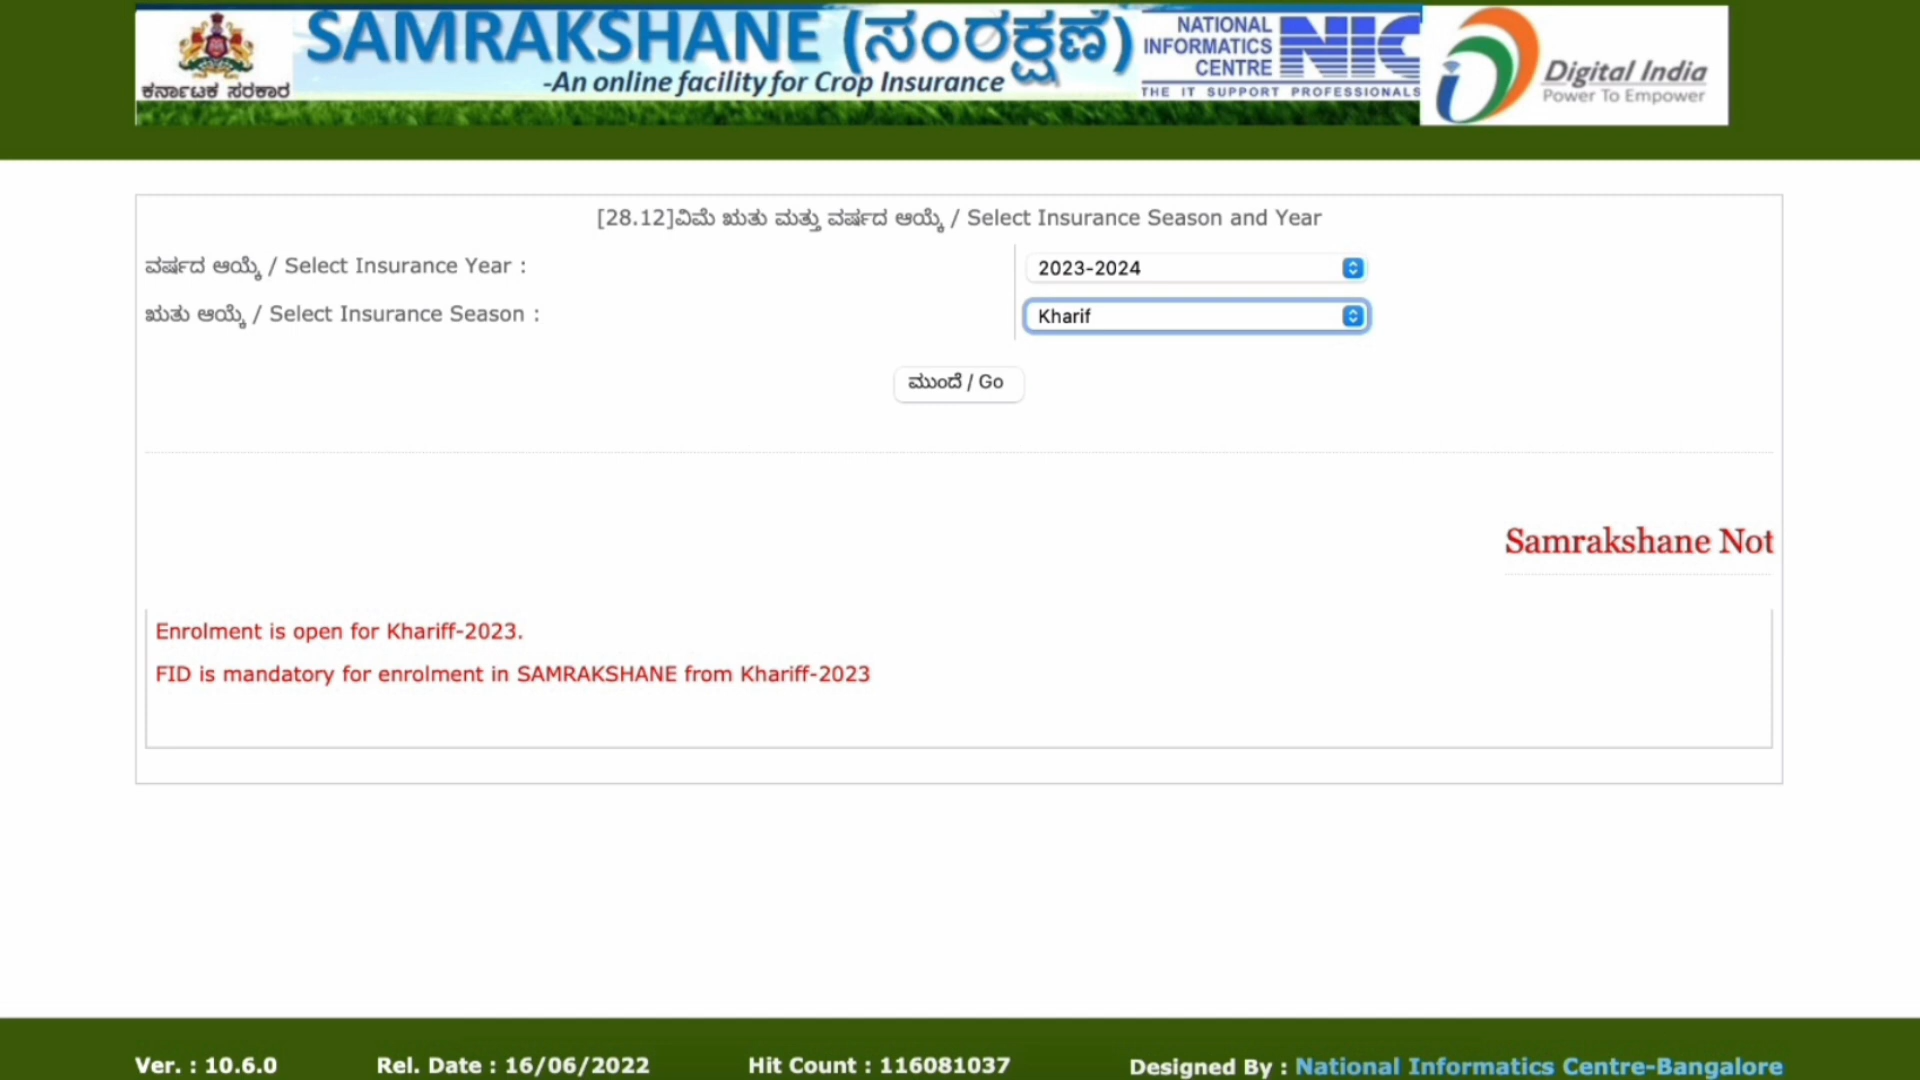 SAMRAKSHANE (ಸಂರಕ್ಷಣೆ)
-An online facility for Crop Insurance
ಕರ್ನಾಟಕ ಸರಕಾರ
NATIONAL
INFORMATICS
CENTRE
NIC
THE IT SUPPORT PROFESSIONALS
Digital India
Power To Empower
[28.12]ವಿಮೆ ಋತು ಮತ್ತು ವರ್ಷದ ಆಯ್ಕೆ / Select Insurance Season and Year
ವರ್ಷದ ಆಯ್ಕೆ / Select Insurance Year :
2023-2024
ಋತು ಆಯ್ಕೆ / Select Insurance Season :
Kharif
ಮುಂದೆ / Go
Samrakshane Not
Enrolment is open for Khariff-2023.
FID is mandatory for enrolment in SAMRAKSHANE from Khariff-2023
Ver. : 10.6.0
Rel. Date : 16/06/2022
Hit Count : 116081037
Designed By : National Informatics Centre-Bangalore